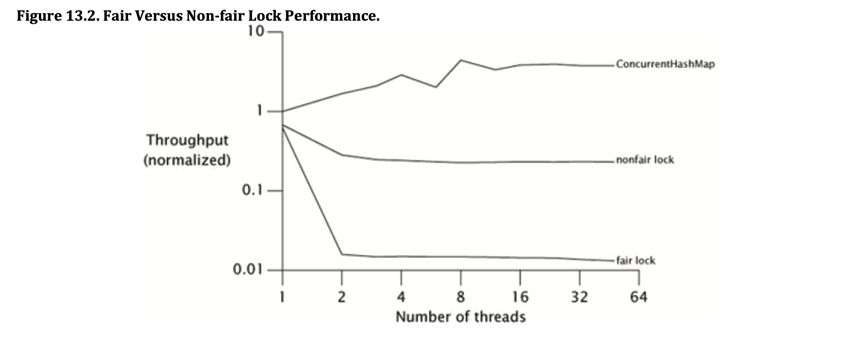 Figure 13.2. Fair Versus Non-fair Lock Performance.
10
ConcurrentHashMap
1
Throughput
(normalized)
nonfair lock
0.1
fair lock
0.01
1 2 4 8 16 32 64
Number of threads